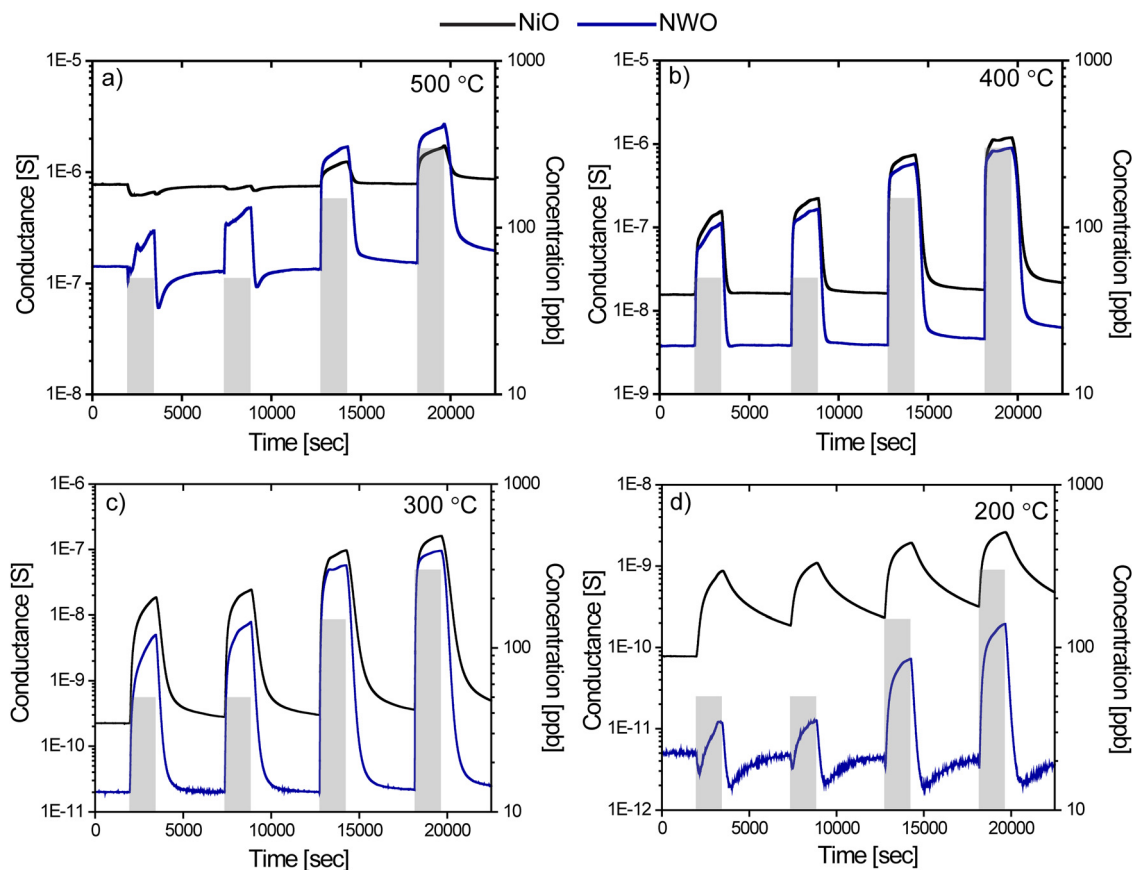 NiO NWO
a) 500 °C
1E-5
1E-6
1E-7
1E-8
Conductance [S]
1000
100
10
Concentration [ppb]
0 5000 10000 15000 20000
Time [sec]
b) 400 °C
1E-5
1E-6
1E-7
1E-8
1E-9
Conductance [S]
1000
100
10
Concentration [ppb]
0 5000 10000 15000 20000
Time [sec]
c) 300 °C
1E-6
1E-7
1E-8
1E-9
1E-10
1E-11
Conductance [S]
1000
100
10
Concentration [ppb]
0 5000 10000 15000 20000
Time [sec]
d) 200 °C
1E-8
1E-9
1E-10
1E-11
1E-12
Conductance [S]
1000
100
10
Concentration [ppb]
0 5000 10000 15000 20000
Time [sec]